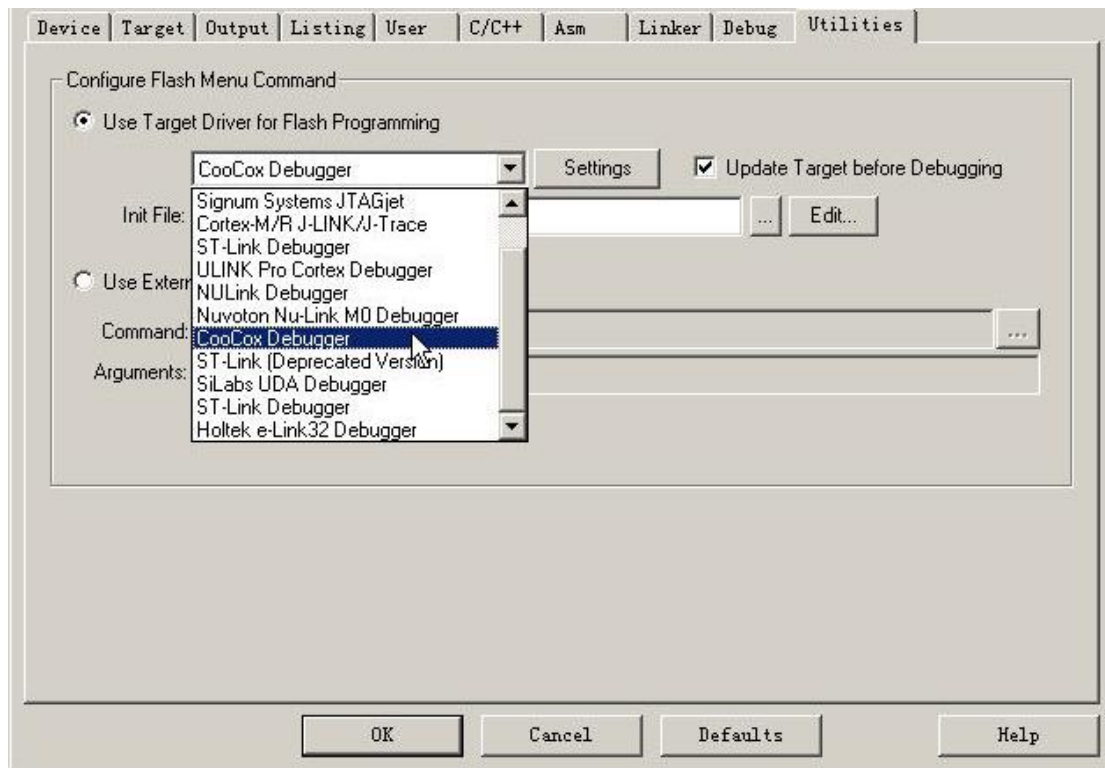 Device Target Output Listing User C/C++ Asm Linker Debug Utilities
Configure Flash Menu Command
Use Target Driver for Flash Programming
CooCox Debugger Settings Update Target before Debugging
Signum Systems JTAGjet
Init File: ... Edit...
Cortex-M/R J-LINK/J-Trace
ST-Link Debugger
ULINK Pro Cortex Debugger
Use Extern
NULink Debugger
Nuvoton Nu-Link M0 Debugger
Command: ...
CooCox Debugger
ST-Link (Deprecated Version)
Arguments:
SiLabs UDA Debugger
ST-Link Debugger
Holtek e-Link32 Debugger
OK Cancel Defaults Help